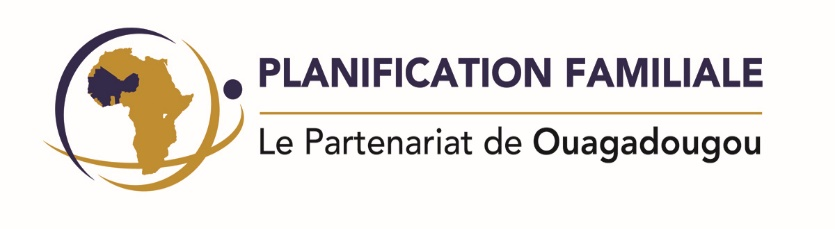 PLANIFICATION FAMILIALE
Le Partenariat de Ouagadougou